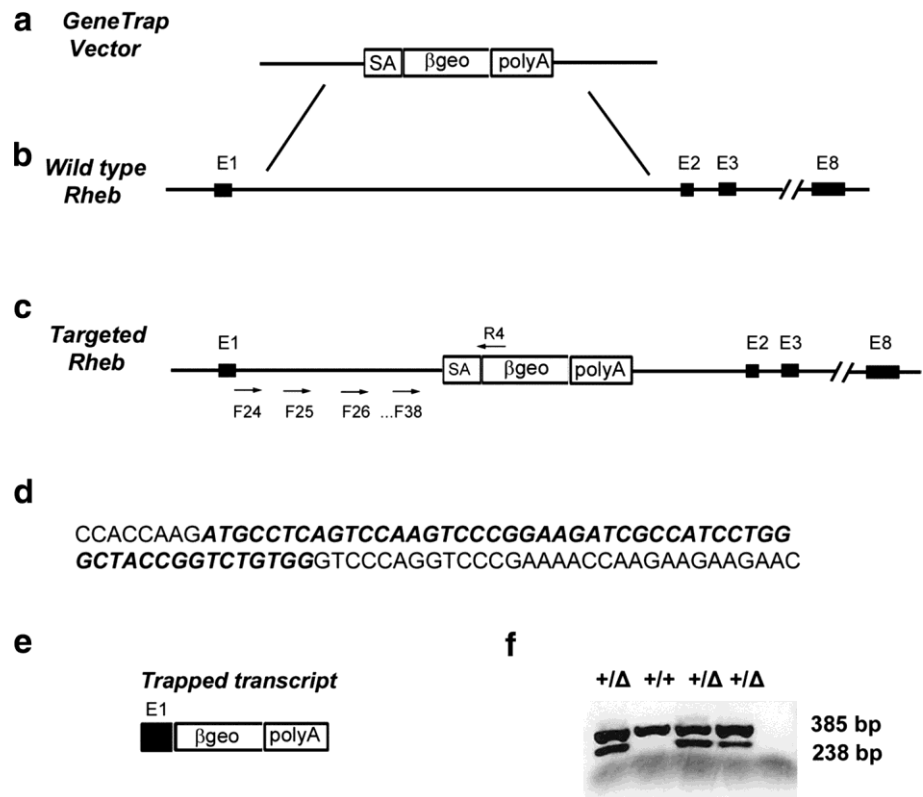 a GeneTrap
Vector
SA βgeo polyA
b Wild type
Rheb
E1 E2 E3 E8
c Targeted
Rheb
E1 R4 E2 E3 E8
SA βgeo polyA
F24 F25 F26 ...F38
d
CCACCAAGATGCCTCAGTCCAAGTCCCGGAAGATCGCCATCCTGG
GCTACCGGTCTGTGGGTCCCAGGTCCCGAAAACCAAGAAGAAGAAC
e
Trapped transcript
E1
βgeo polyA
f
+/Δ +/+ +/Δ +/Δ
385 bp
238 bp